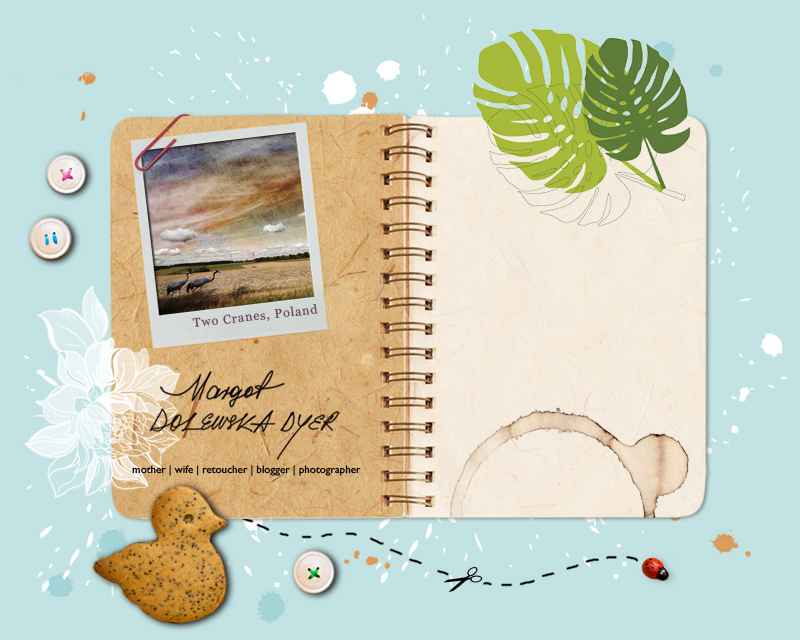 Two Cranes, Poland
Margot
DOLEWSKA DYER
mother | wife | retoucher | blogger | photographer